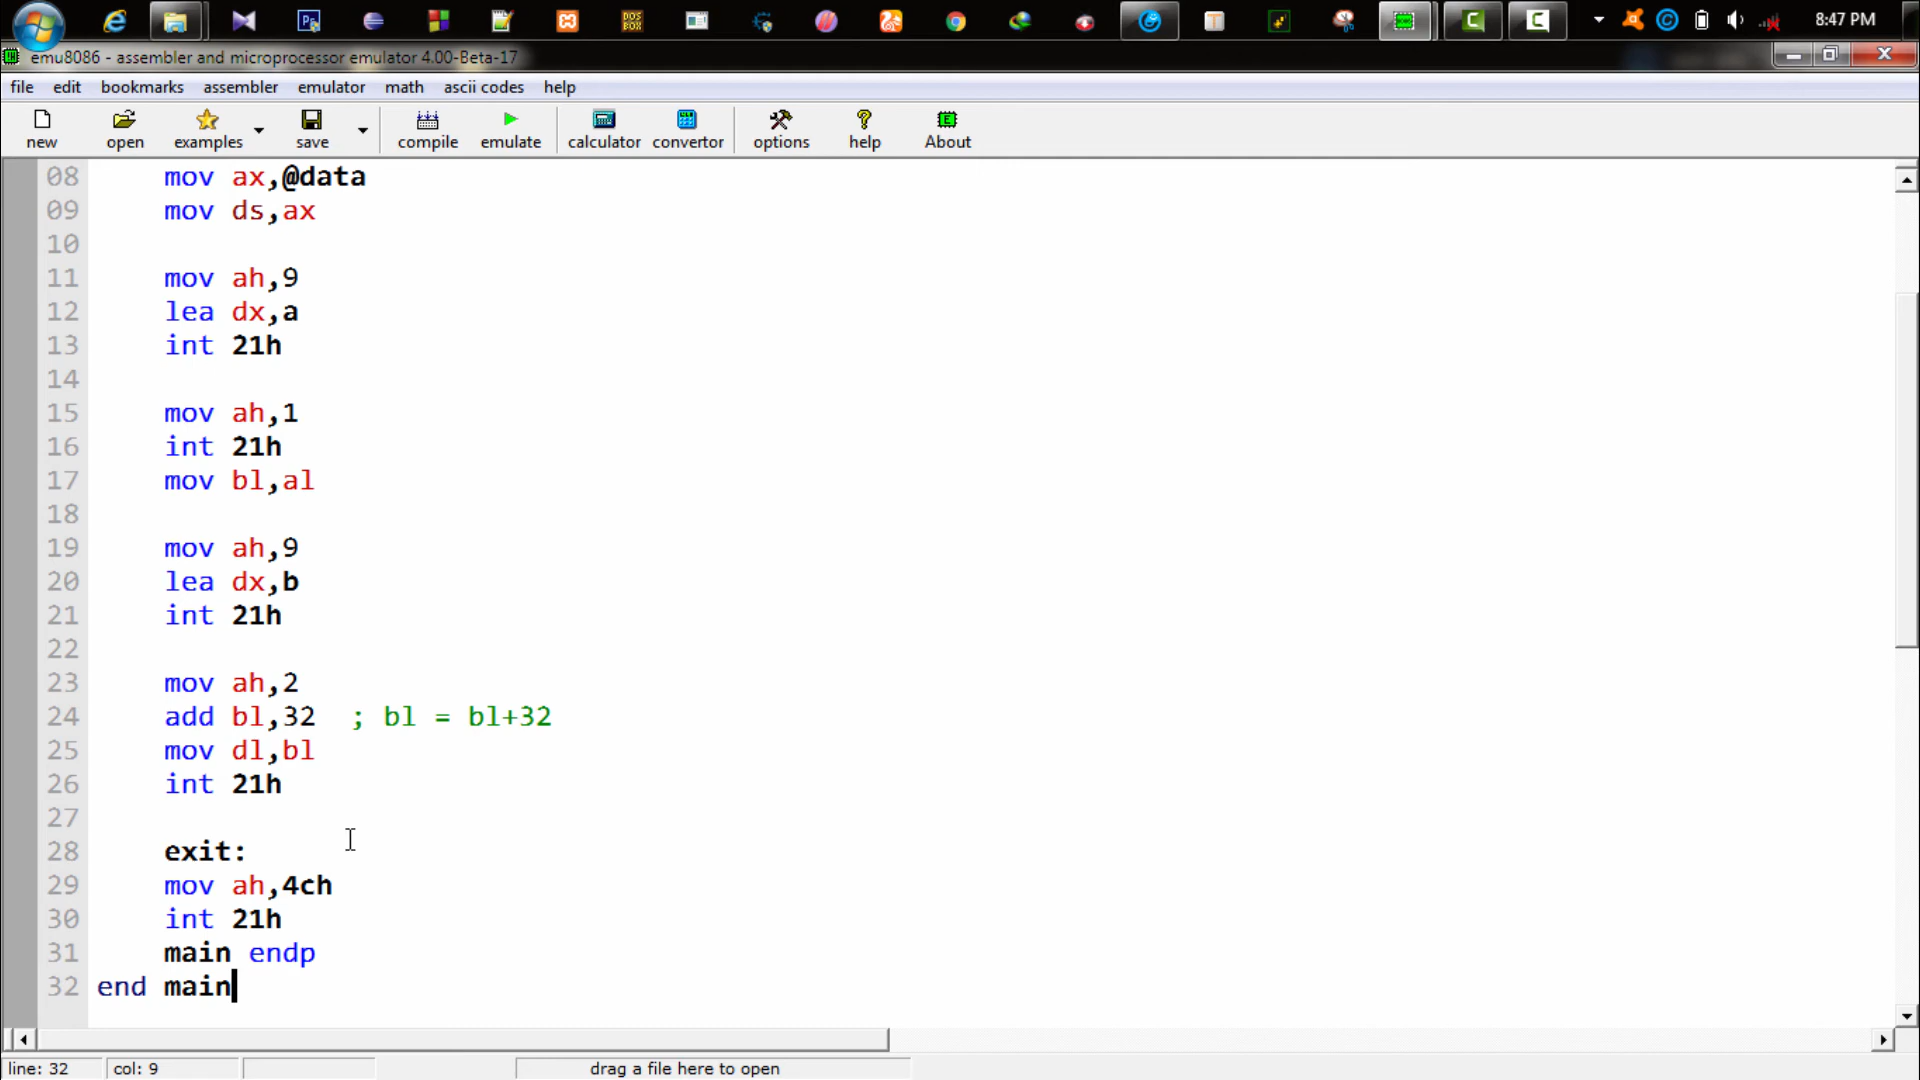 8:47 PM
emu8086 - assembler and microprocessor emulator 4.00-Beta-17
file edit bookmarks assembler emulator math ascii codes help
new open examples save compile emulate calculator convertor options help About
08 mov ax,@data
09 mov ds,ax
10
11 mov ah,9
12 lea dx,a
13 int 21h
14
15 mov ah,1
16 int 21h
17 mov bl,al
18
19 mov ah,9
20 lea dx,b
21 int 21h
22
23 mov ah,2
24 add bl,32 ; bl = bl+32
25 mov dl,bl
26 int 21h
27
28 exit:
29 mov ah,4ch
30 int 21h
31 main endp
32 end main
line: 32 col: 9 drag a file here to open